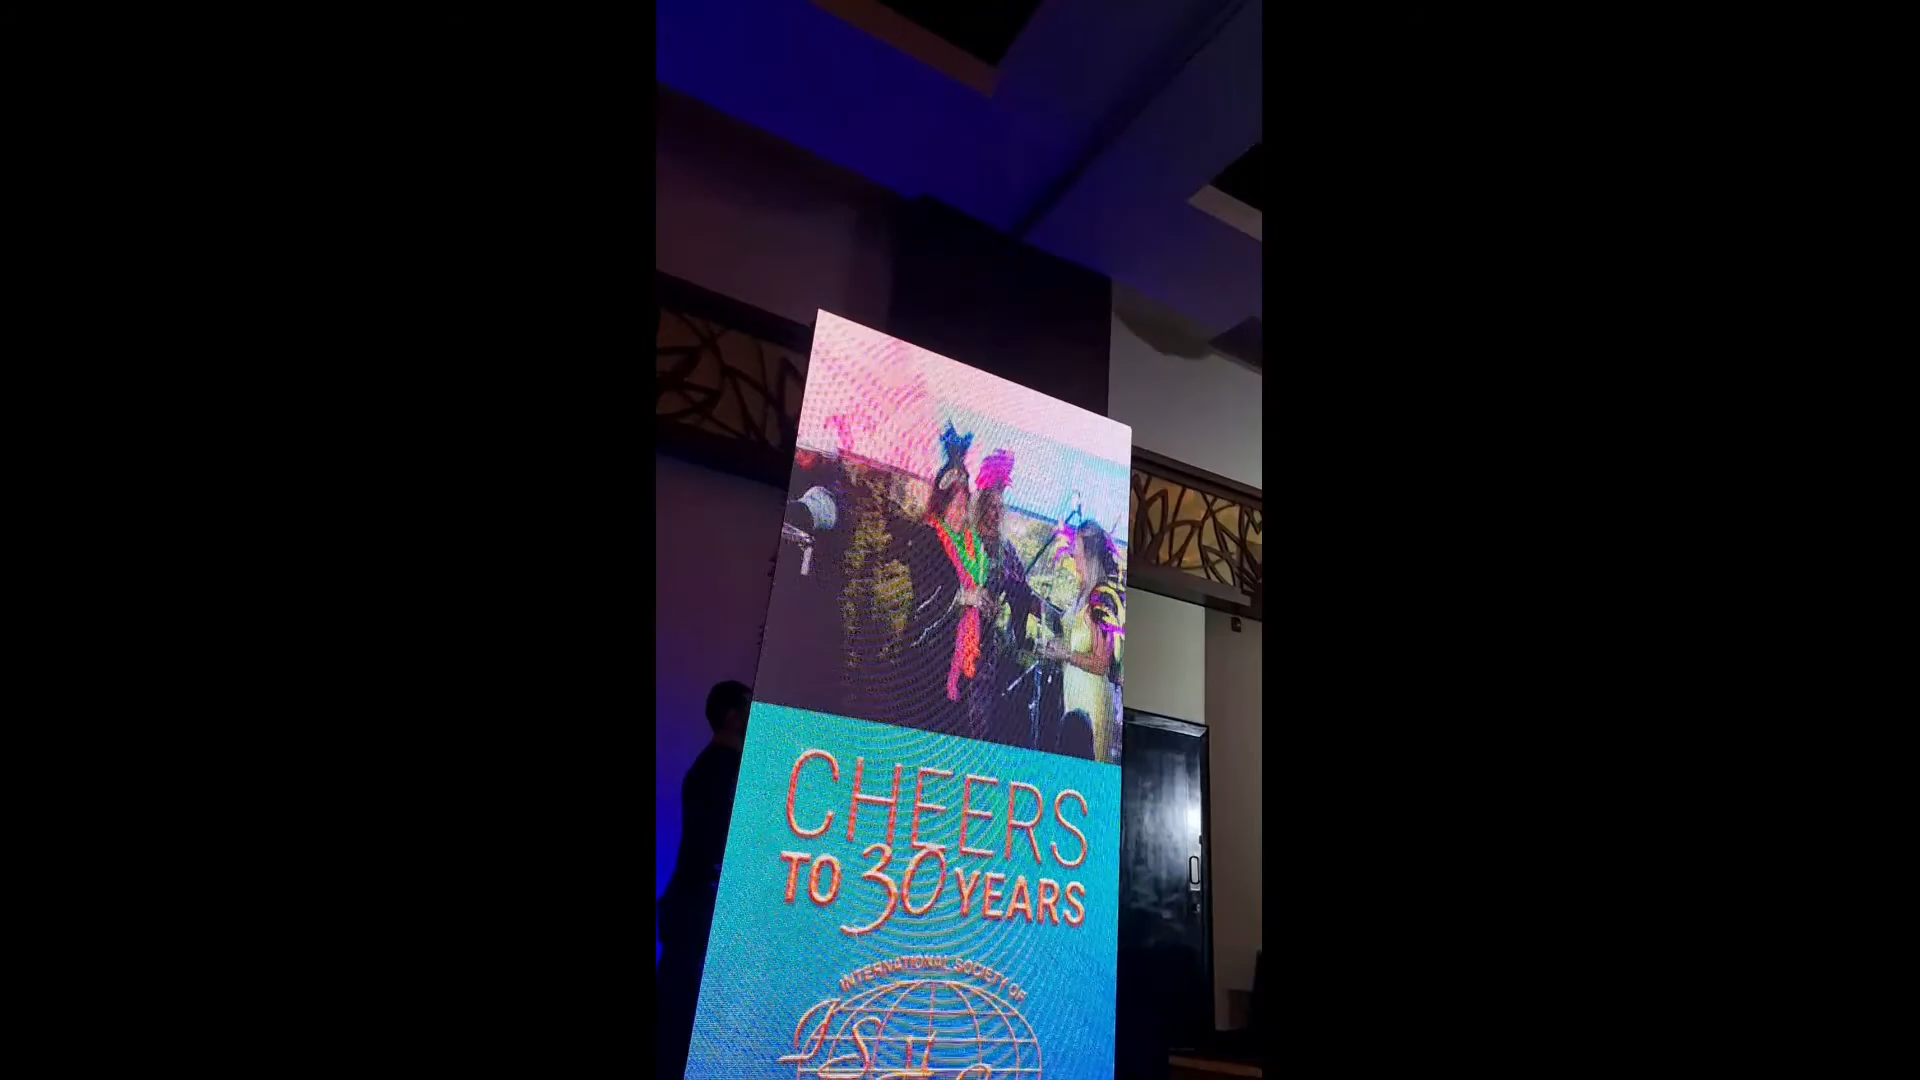 CHEERS
TO 30 YEARS
INTERNATIONAL SOCIETY OF